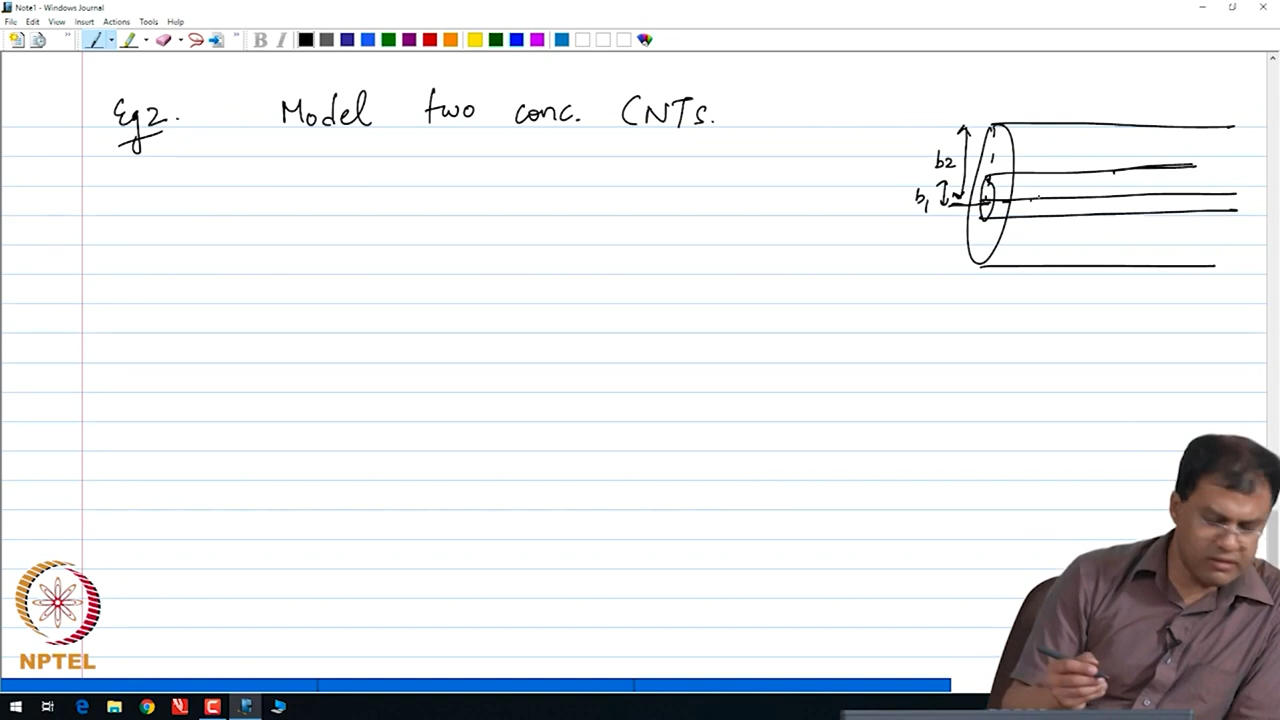 Note1 - Windows Journal
File Edit View Insert Actions Tools Help
B I
Eg2. Model two conc. CNTs.
b2
b1
NPTEL